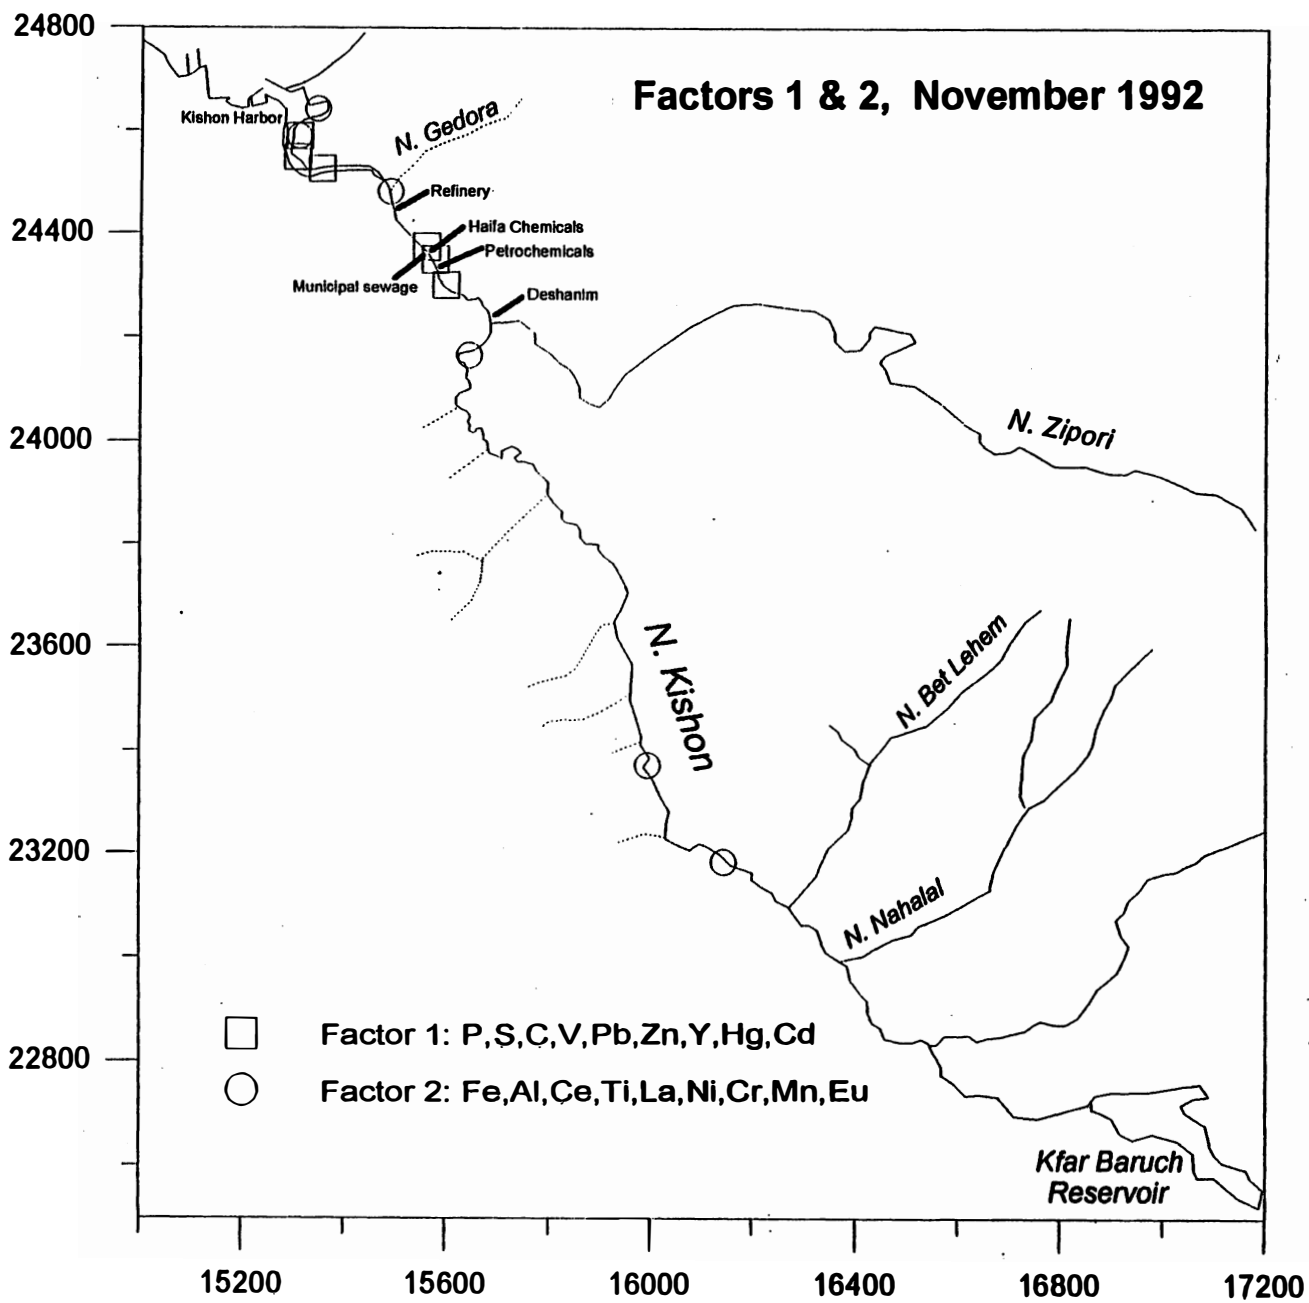 24800
Factors 1 & 2, November 1992
Kishon Harbor
N. Gedora
Refinery
24400
Haifa Chemicals
Petrochemicals
Municipal sewage
Deshanim
24000
N. Zipori
23600
N. Kishon
N. Bet Lehem
23200
N. Nahalal
Factor 1: P,S,C,V,Pb,Zn,Y,Hg,Cd
22800
Factor 2: Fe,Al,Ce,Ti,La,Ni,Cr,Mn,Eu
Kfar Baruch
Reservoir
15200
15600
16000
16400
16800
17200